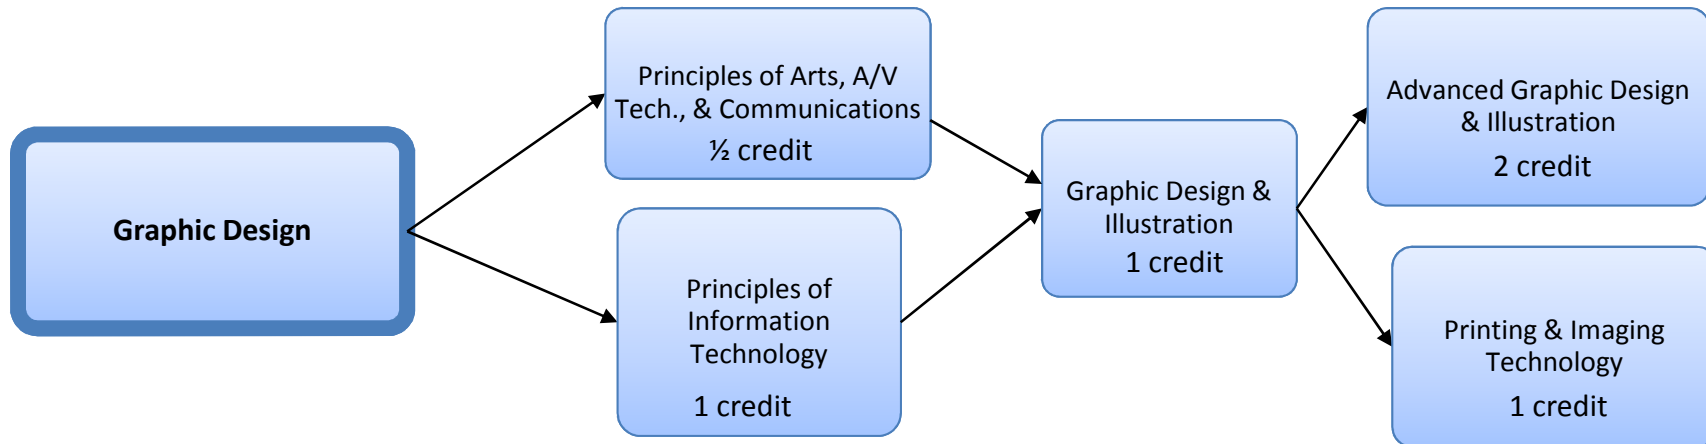 Graphic Design
Principles of Arts, A/V
Tech., & Communications
½ credit
Principles of
Information
Technology
1 credit
Graphic Design &
Illustration
1 credit
Advanced Graphic Design
& Illustration
2 credit
Printing & Imaging
Technology
1 credit